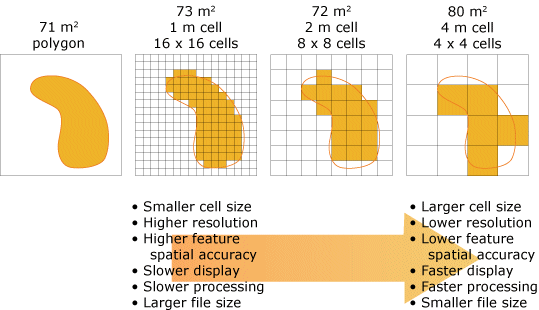 71 m²
polygon
73 m²
1 m cell
16 x 16 cells
72 m²
2 m cell
8 x 8 cells
80 m²
4 m cell
4 x 4 cells
• Smaller cell size
• Higher resolution
• Higher feature
spatial accuracy
• Slower display
• Slower processing
• Larger file size
• Larger cell size
• Lower resolution
• Lower feature
spatial accuracy
• Faster display
• Faster processing
• Smaller file size